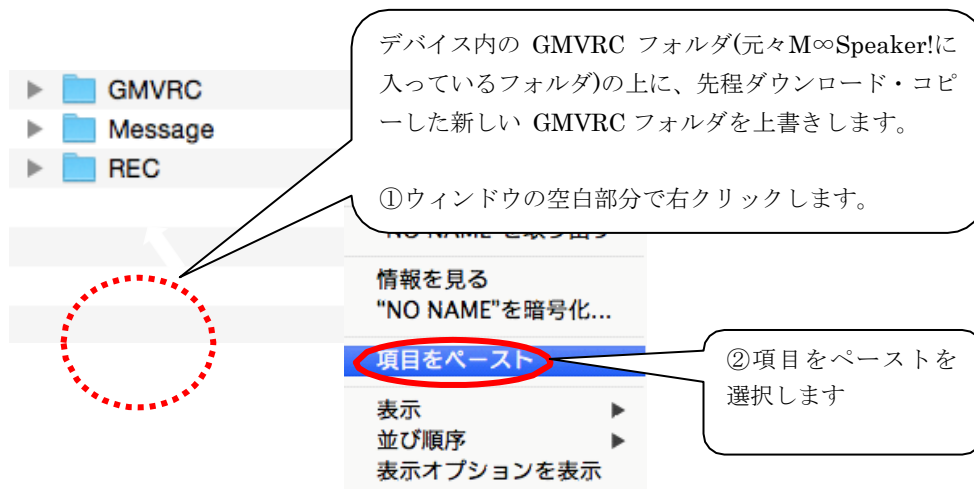 デバイス内の GMVRC フォルダ(元々M∞Speaker!に
入っているフォルダ)の上に、先程ダウンロード・コピ
ーした新しい GMVRC フォルダを上書きします。
①ウィンドウの空白部分で右クリックします。
GMVRC
Message
REC
情報を見る
“NO NAME”を暗号化...
項目をペースト
②項目をペーストを
選択します
表示
並び順序
表示オプションを表示